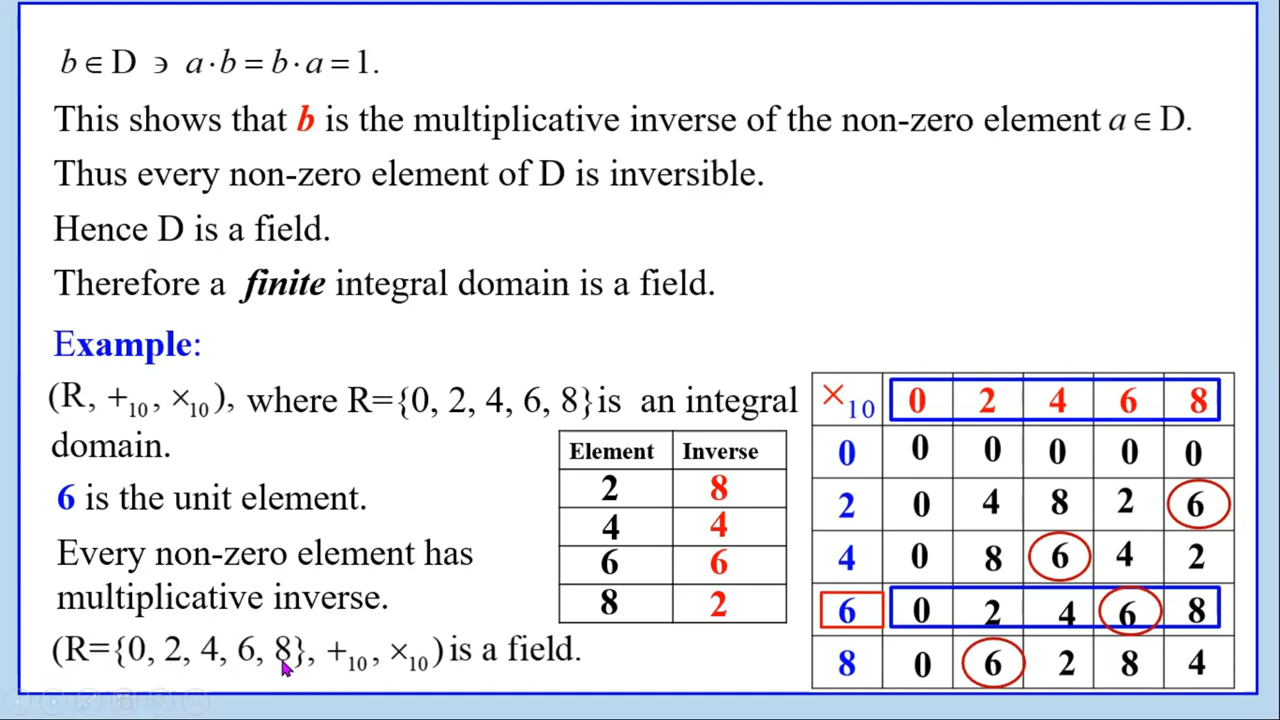 b ∈ D ∋ a·b = b·a = 1.
This shows that b is the multiplicative inverse of the non-zero element a ∈ D.
Thus every non-zero element of D is inversible.
Hence D is a field.
Therefore a finite integral domain is a field.
Example:
(R, +₁₀, ×₁₀), where R={0, 2, 4, 6, 8} is an integral
domain.
6 is the unit element.
Every non-zero element has
multiplicative inverse.
(R={0, 2, 4, 6, 8}, +₁₀, ×₁₀) is a field.
Element Inverse
2 8
4 4
6 6
8 2
×₁₀ 0 2 4 6 8
0 0 0 0 0 0
2 0 4 8 2 6
4 0 8 6 4 2
6 0 2 4 6 8
8 0 6 2 8 4